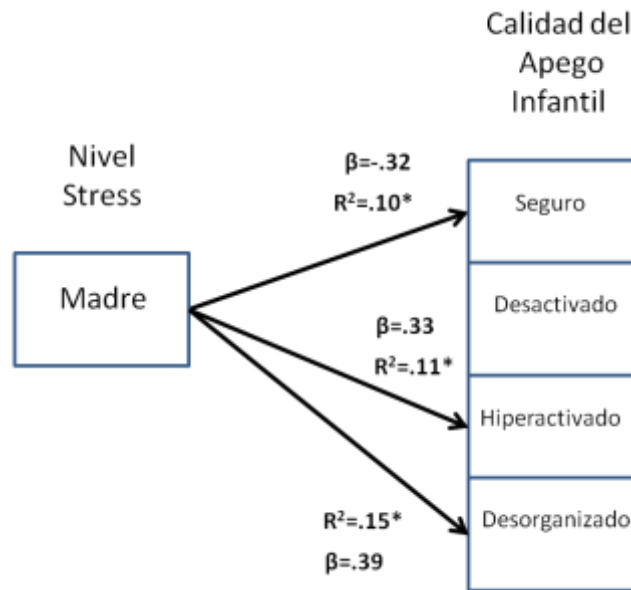 Calidad del
Apego
Infantil
Nivel
Stress
β=-.32
R²=.10*
Seguro
Madre
Desactivado
β=.33
R²=.11*
Hiperactivado
R²=.15*
β=.39
Desorganizado